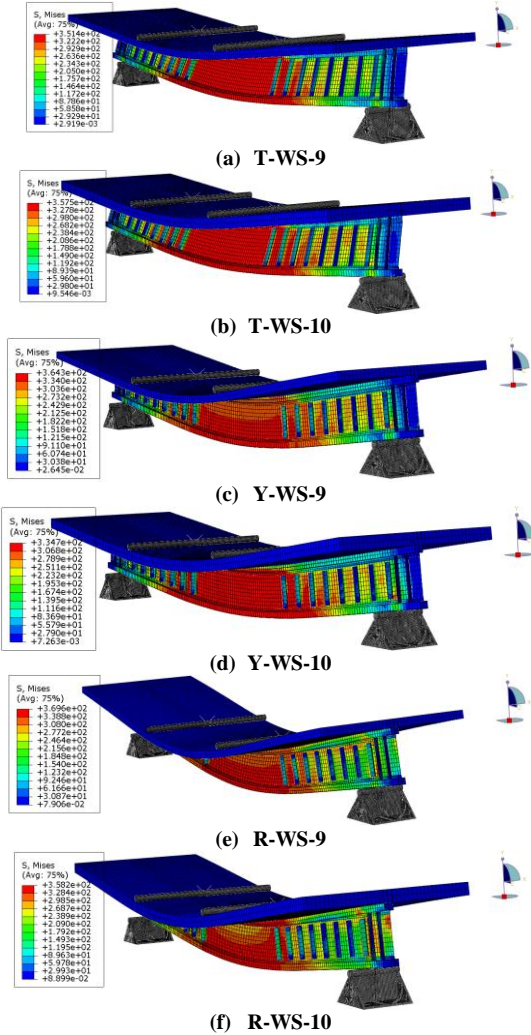 S, Mises
(Avg: 75%)
+3.514e+02
+3.222e+02
+2.929e+02
+2.636e+02
+2.343e+02
+2.050e+02
+1.757e+02
+1.464e+02
+1.172e+02
+8.786e+01
+5.858e+01
+2.929e+01
+2.919e-03
(a) T-WS-9
S, Mises
(Avg: 75%)
+3.575e+02
+3.278e+02
+2.980e+02
+2.682e+02
+2.384e+02
+2.086e+02
+1.788e+02
+1.490e+02
+1.192e+02
+8.939e+01
+5.960e+01
+2.980e+01
+9.546e-03
(b) T-WS-10
S, Mises
(Avg: 75%)
+3.643e+02
+3.340e+02
+3.036e+02
+2.732e+02
+2.429e+02
+2.125e+02
+1.822e+02
+1.518e+02
+1.215e+02
+9.110e+01
+6.074e+01
+3.038e+01
+2.645e-02
(c) Y-WS-9
S, Mises
(Avg: 75%)
+3.347e+02
+3.068e+02
+2.789e+02
+2.511e+02
+2.232e+02
+1.953e+02
+1.674e+02
+1.395e+02
+1.116e+02
+8.369e+01
+5.579e+01
+2.790e+01
+7.263e-03
(d) Y-WS-10
S, Mises
(Avg: 75%)
+3.696e+02
+3.388e+02
+3.080e+02
+2.772e+02
+2.464e+02
+2.156e+02
+1.848e+02
+1.540e+02
+1.232e+02
+9.246e+01
+6.166e+01
+3.087e+01
+7.906e-02
(e) R-WS-9
S, Mises
(Avg: 75%)
+3.582e+02
+3.284e+02
+2.985e+02
+2.687e+02
+2.389e+02
+2.090e+02
+1.792e+02
+1.493e+02
+1.195e+02
+8.963e+01
+5.978e+01
+2.993e+01
+8.899e-02
(f) R-WS-10